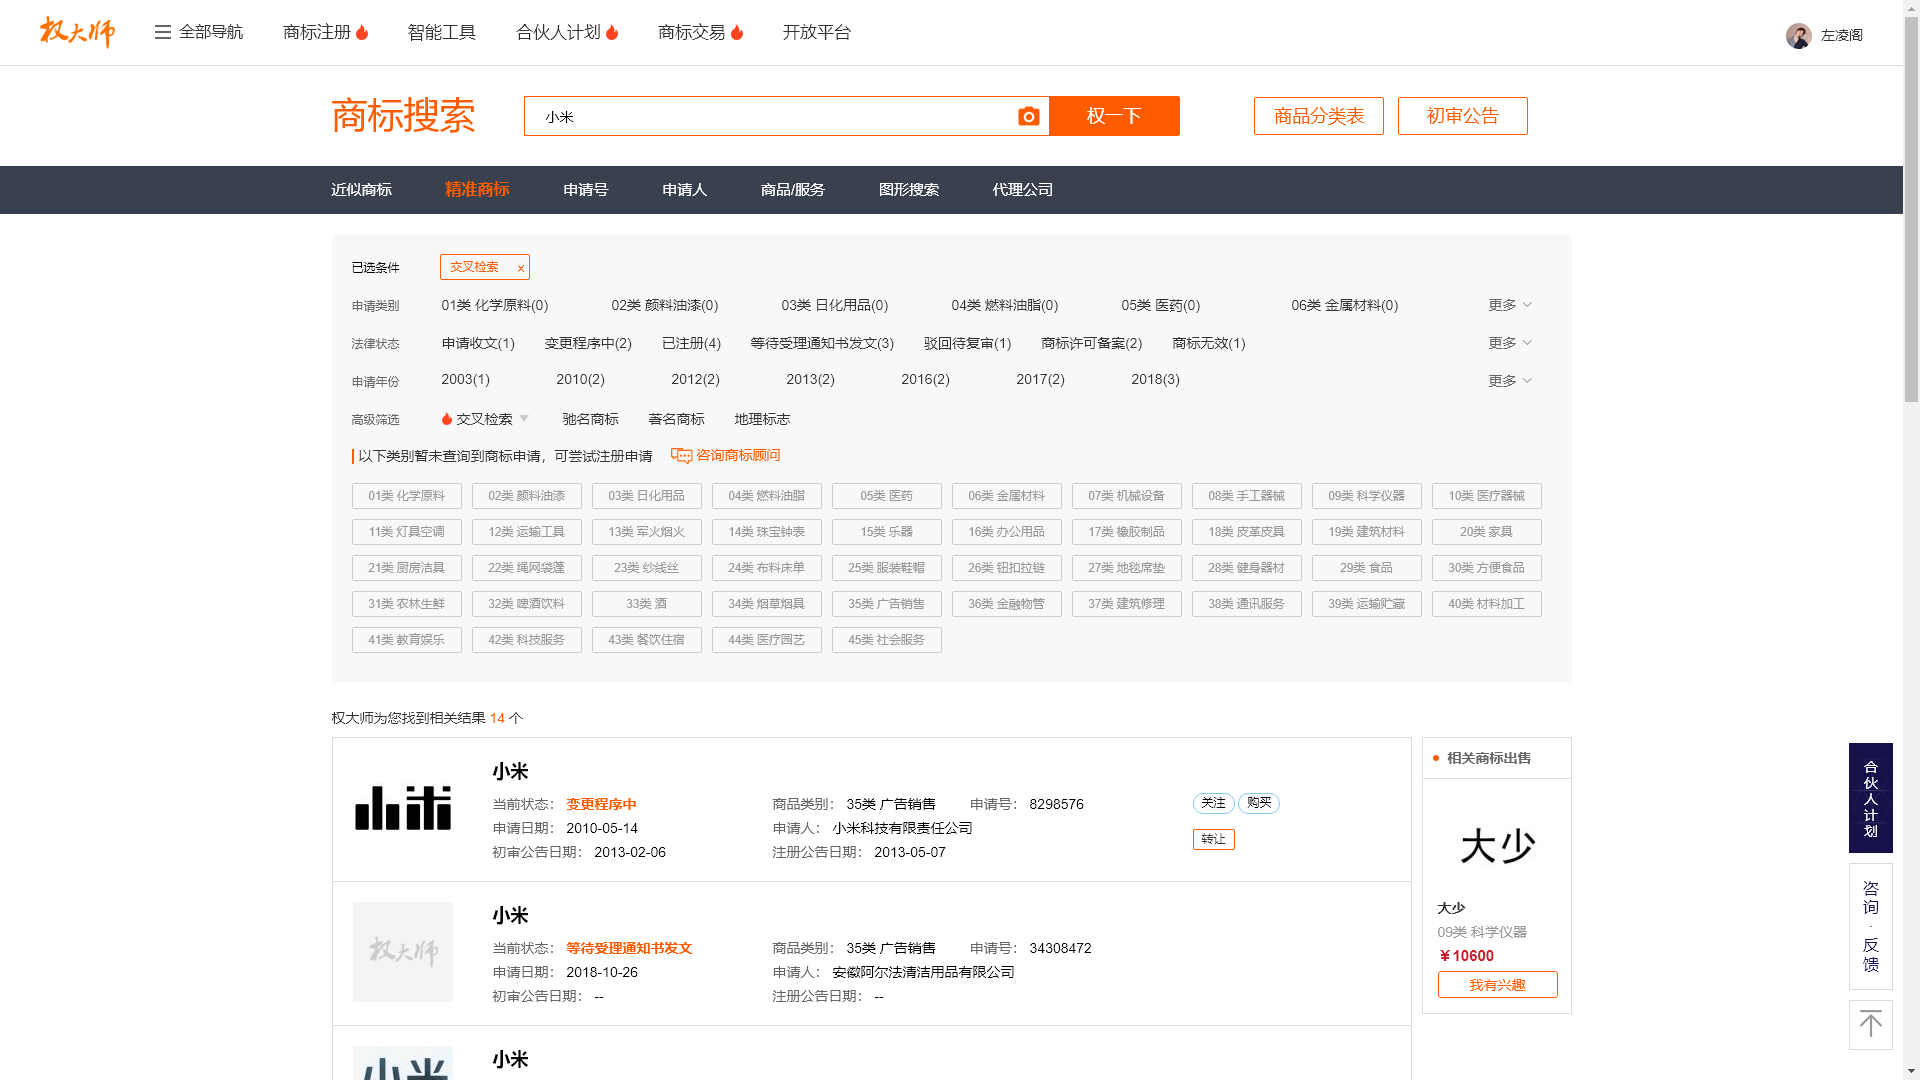 权大师 全部导航 商标注册 智能工具 合伙人计划 商标交易 开放平台 左凌阁
商标搜索 小米 权一下 商品分类表 初审公告
近似商标 精准商标 申请号 申请人 商品/服务 图形搜索 代理公司
已选条件 交叉检索 x
申请类别 01类 化学原料(0) 02类 颜料油漆(0) 03类 日化用品(0) 04类 燃料油脂(0) 05类 医药(0) 06类 金属材料(0) 更多
法律状态 申请收文(1) 变更程序中(2) 已注册(4) 等待受理通知书发文(3) 驳回待复审(1) 商标许可备案(2) 商标无效(1) 更多
申请年份 2003(1) 2010(2) 2012(2) 2013(2) 2016(2) 2017(2) 2018(3) 更多
高级筛选 交叉检索 驰名商标 著名商标 地理标志
以下类别暂未查询到商标申请，可尝试注册申请 咨询商标顾问
01类 化学原料 02类 颜料油漆 03类 日化用品 04类 燃料油脂 05类 医药 06类 金属材料 07类 机械设备 08类 手工器械 09类 科学仪器 10类 医疗器械
11类 灯具空调 12类 运输工具 13类 军火烟火 14类 珠宝钟表 15类 乐器 16类 办公用品 17类 橡胶制品 18类 皮革皮具 19类 建筑材料 20类 家具
21类 厨房洁具 22类 绳网袋蓬 23类 纱线丝 24类 布料床单 25类 服装鞋帽 26类 钮扣拉链 27类 地毯席垫 28类 健身器材 29类 食品 30类 方便食品
31类 农林生鲜 32类 啤酒饮料 33类 酒 34类 烟草烟具 35类 广告销售 36类 金融物管 37类 建筑修理 38类 通讯服务 39类 运输贮藏 40类 材料加工
41类 教育娱乐 42类 科技服务 43类 餐饮住宿 44类 医疗园艺 45类 社会服务
权大师为您找到相关结果 14 个
小米
小米
当前状态： 变更程序中 商品类别： 35类 广告销售 申请号： 8298576 关注 购买
申请日期： 2010-05-14 申请人： 小米科技有限责任公司 转让
初审公告日期： 2013-02-06 注册公告日期： 2013-05-07
权大师
小米
当前状态： 等待受理通知书发文 商品类别： 35类 广告销售 申请号： 34308472
申请日期： 2018-10-26 申请人： 安徽阿尔法清洁用品有限公司
初审公告日期： -- 注册公告日期： --
小米
小米
相关商标出售
大少
大少
09类 科学仪器
￥10600
我有兴趣
合伙人计划
咨询·反馈